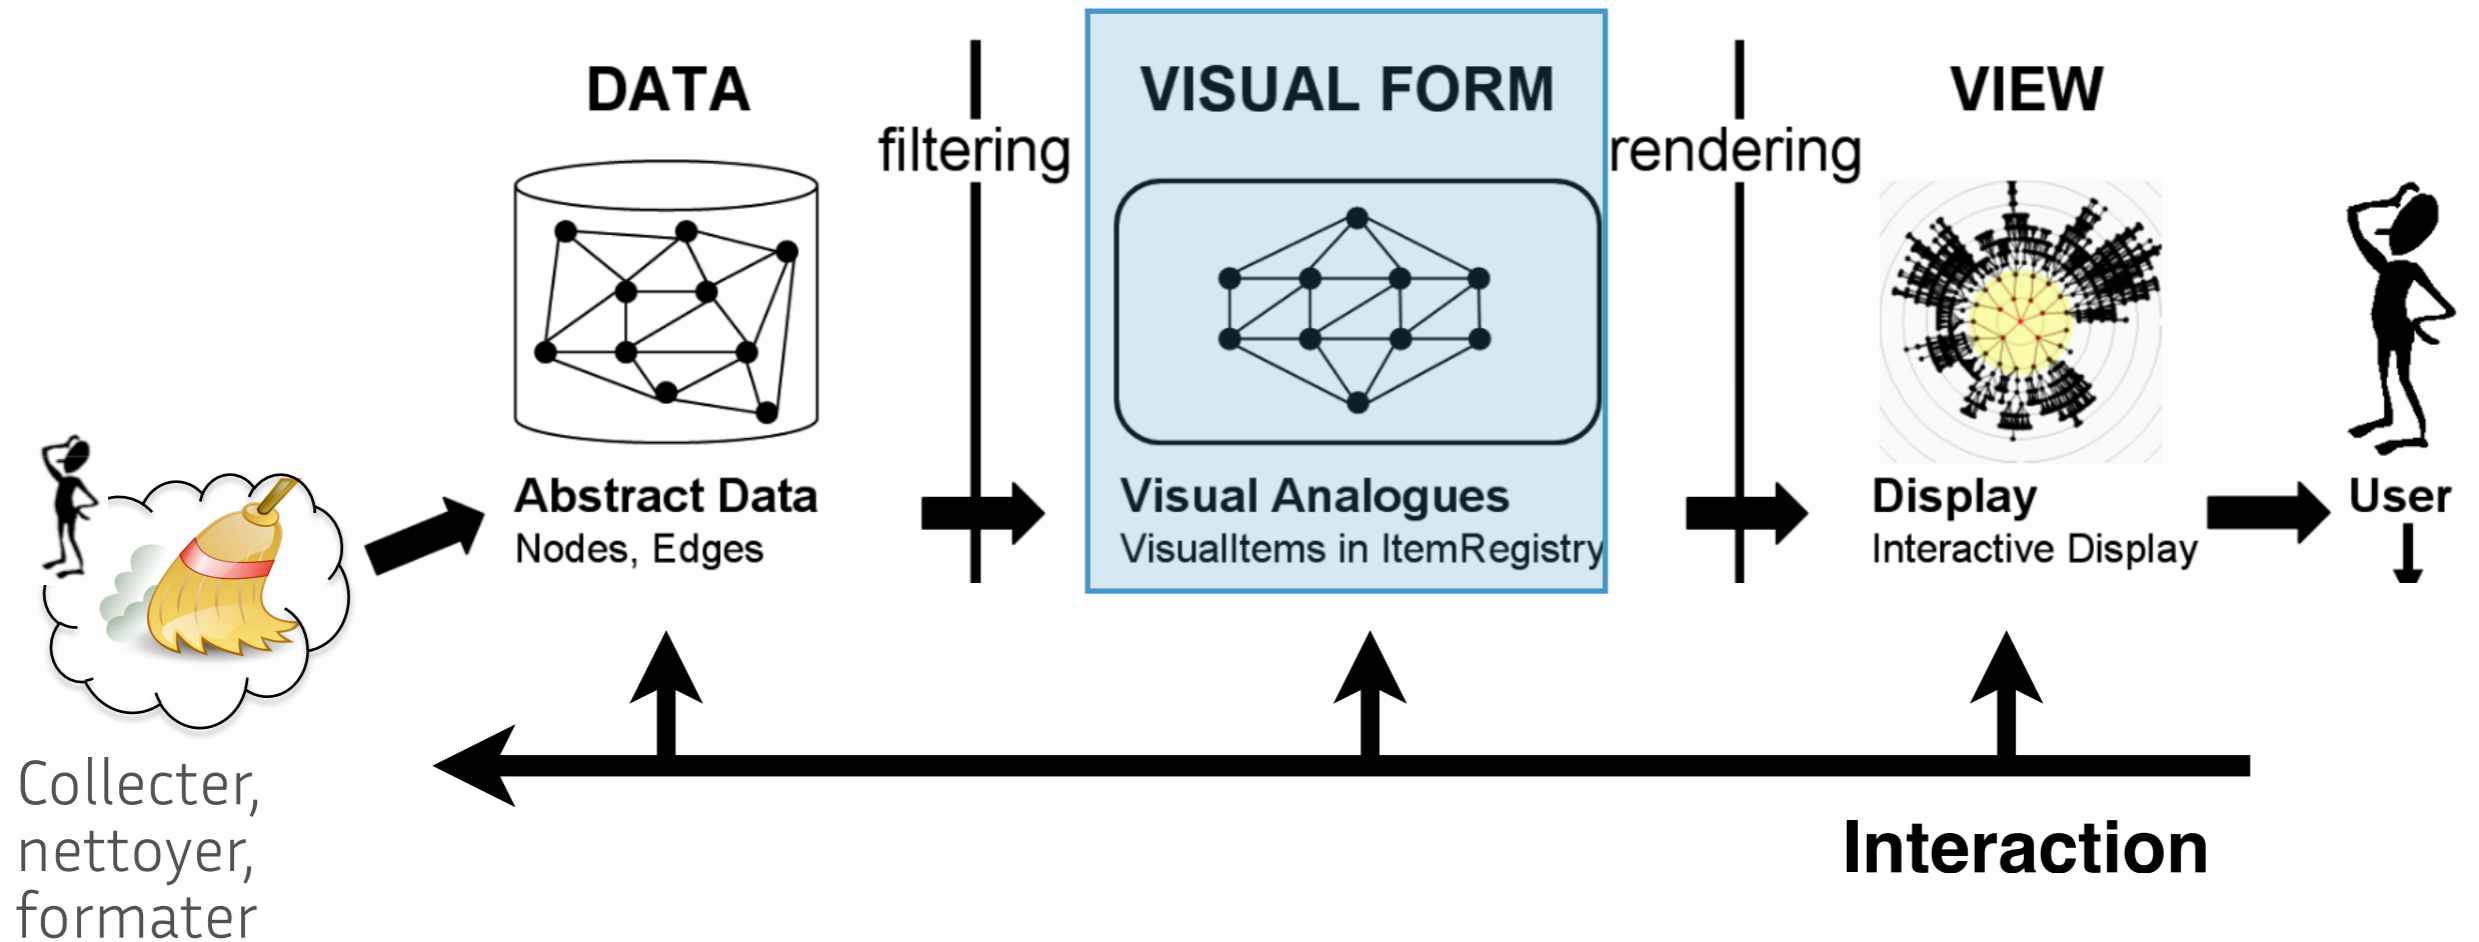 DATA
filtering
VISUAL FORM
rendering
VIEW
Abstract Data
Nodes, Edges
Visual Analogues
VisualItems in ItemRegistry
Display
Interactive Display
User
Collecter,
nettoyer,
formater
Interaction